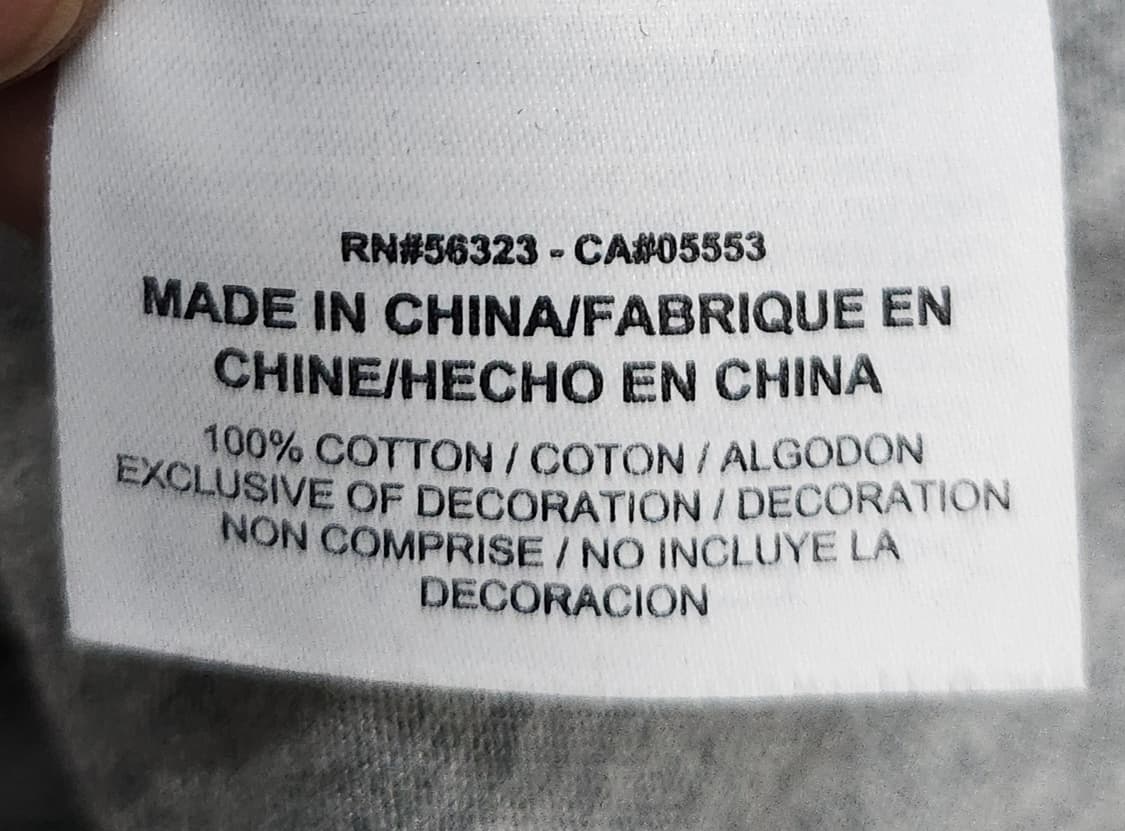 RN#56323 - CA#05553
MADE IN CHINA/FABRIQUE EN
CHINE/HECHO EN CHINA
100% COTTON / COTON / ALGODON
EXCLUSIVE OF DECORATION / DECORATION
NON COMPRISE / NO INCLUYE LA
DECORACION